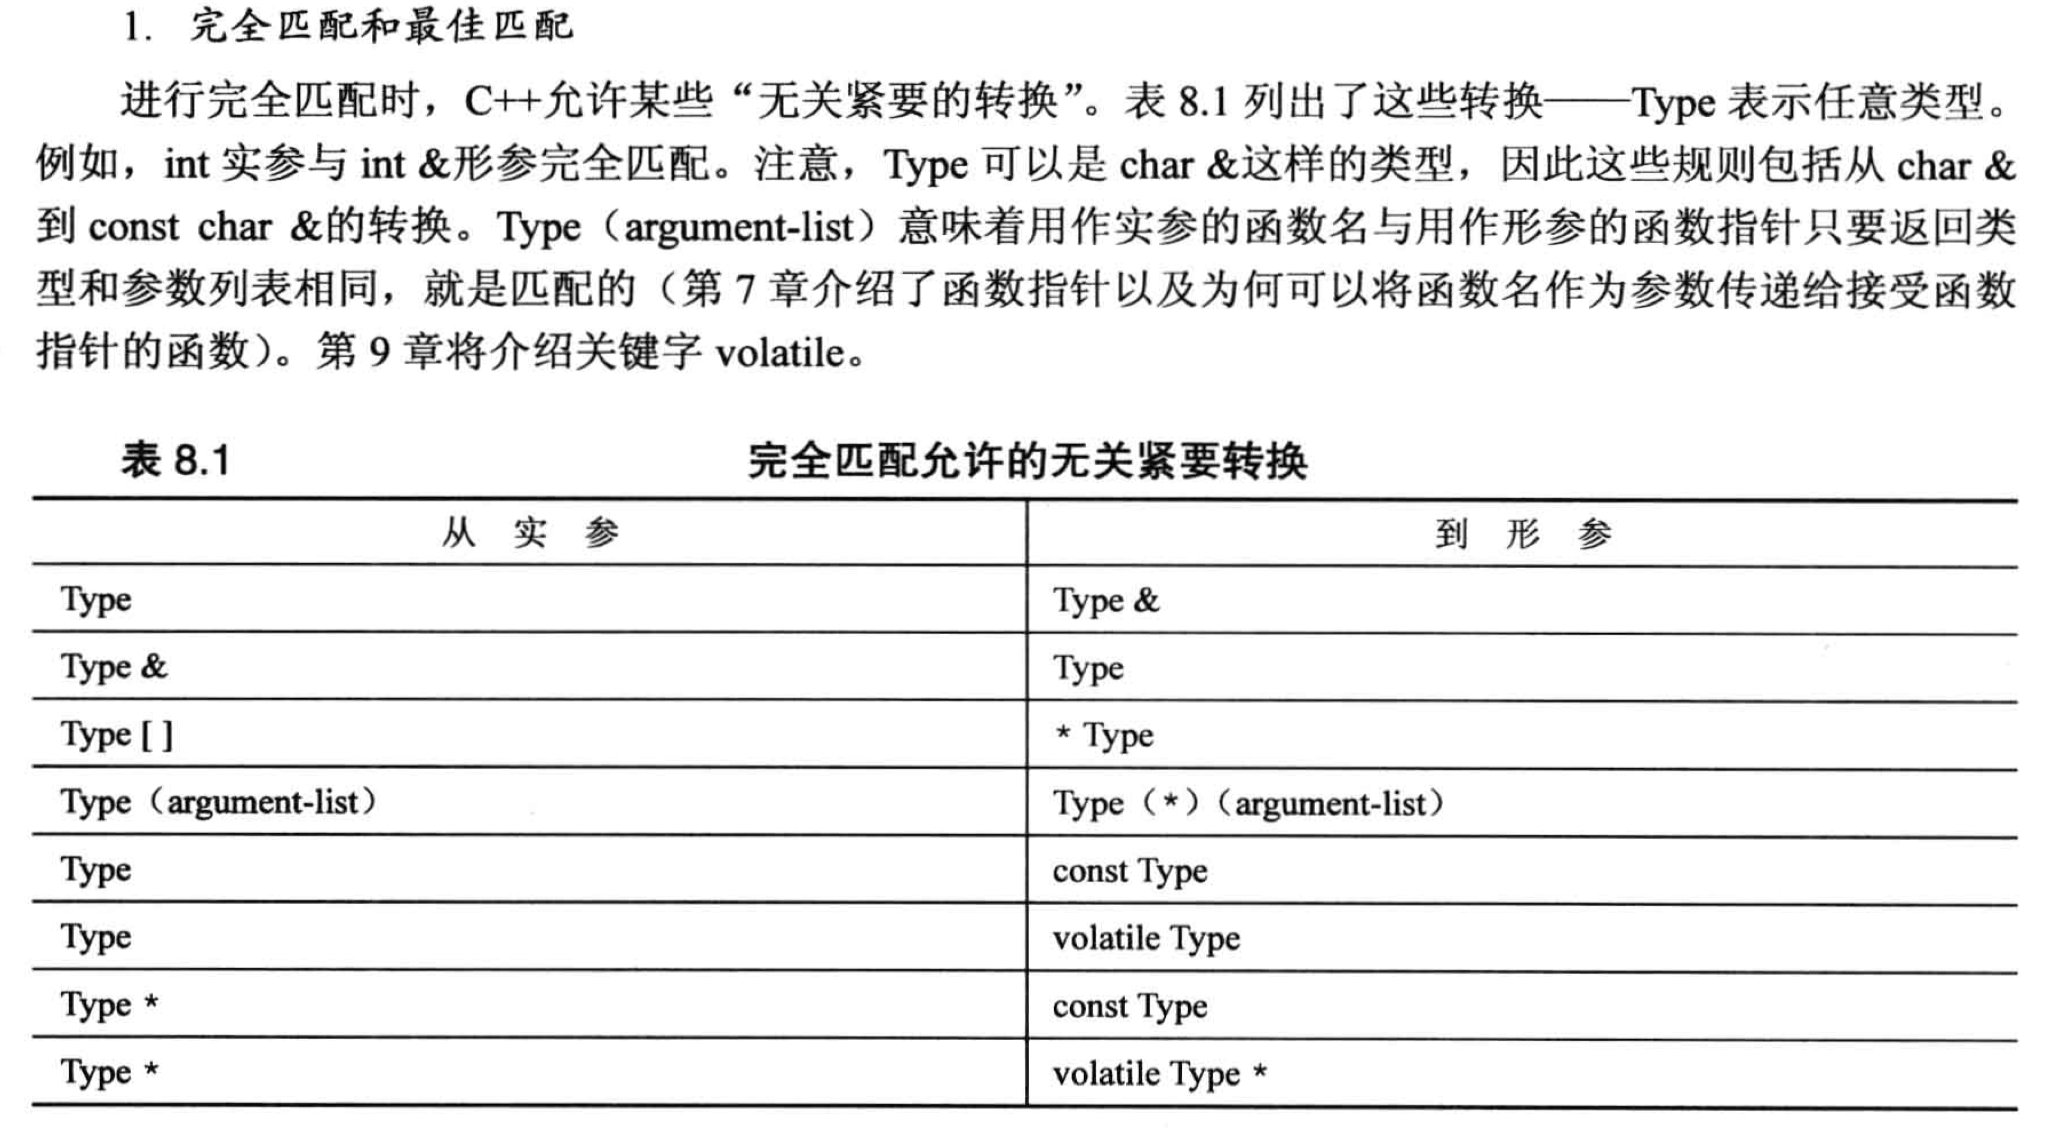 1. 完全匹配和最佳匹配
进行完全匹配时，C++允许某些“无关紧要的转换”。表 8.1 列出了这些转换——Type 表示任意类型。
例如，int 实参与 int &形参完全匹配。注意，Type 可以是 char &这样的类型，因此这些规则包括从 char &
到 const char &的转换。Type（argument-list）意味着用作实参的函数名与用作形参的函数指针只要返回类
型和参数列表相同，就是匹配的（第 7 章介绍了函数指针以及为何可以将函数名作为参数传递给接受函数
指针的函数）。第 9 章将介绍关键字 volatile。
表 8.1 完全匹配允许的无关紧要转换
从 实 参 到 形 参
Type Type &
Type & Type
Type [ ] * Type
Type（argument-list） Type（*）（argument-list）
Type const Type
Type volatile Type
Type * const Type
Type * volatile Type *